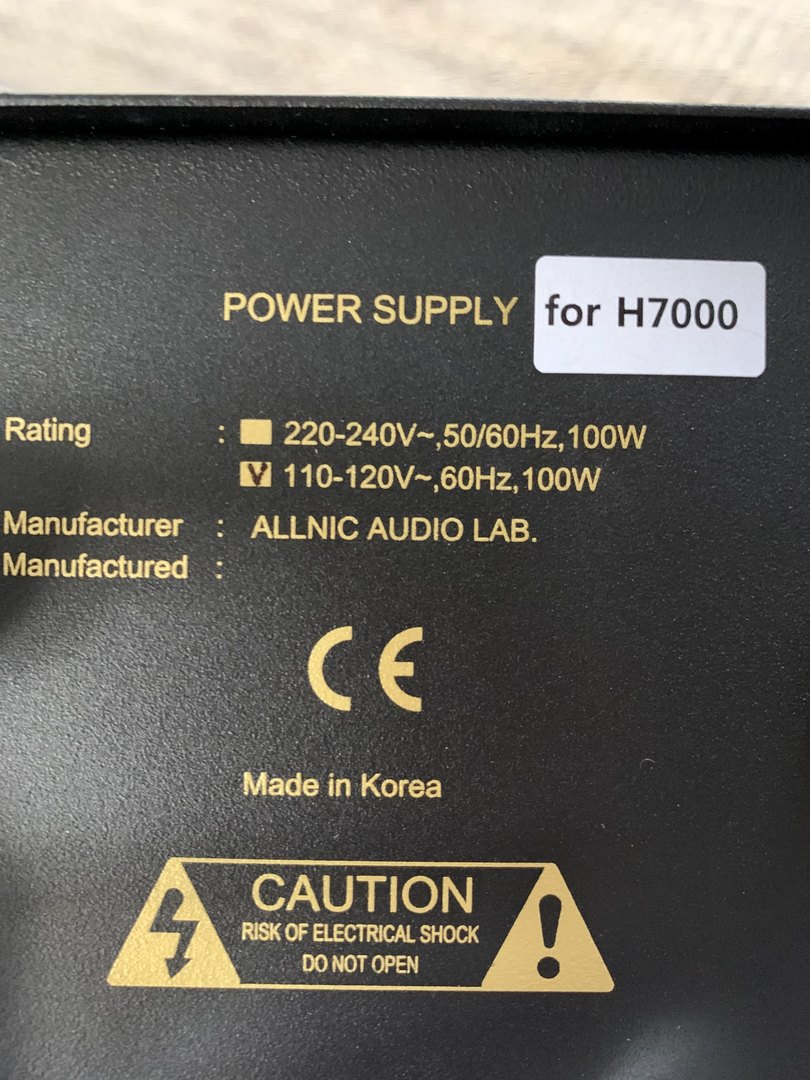 POWER SUPPLY for H7000
Rating : 220-240V~,50/60Hz,100W
V 110-120V~,60Hz,100W
Manufacturer : ALLNIC AUDIO LAB.
Manufactured :
CE
Made in Korea
CAUTION
RISK OF ELECTRICAL SHOCK
DO NOT OPEN